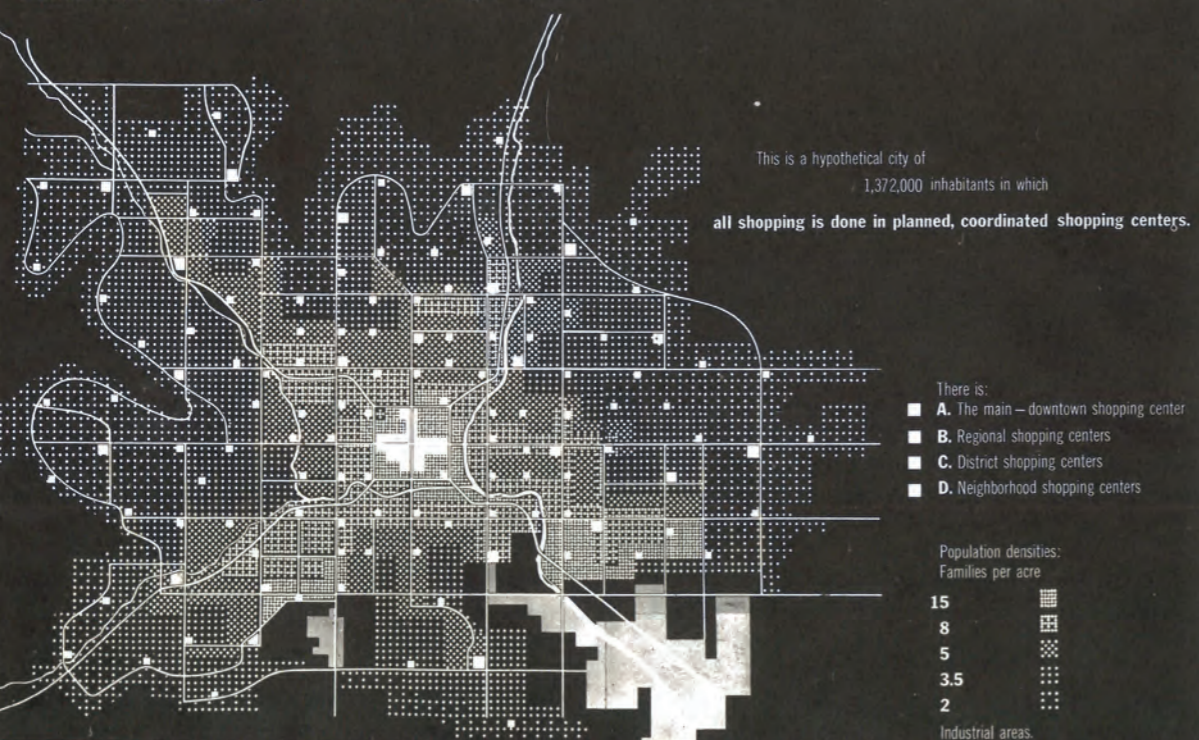 This is a hypothetical city of
1,372,000 inhabitants in which
all shopping is done in planned, coordinated shopping centers.
There is:
A. The main – downtown shopping center
B. Regional shopping centers
C. District shopping centers
D. Neighborhood shopping centers
Population densities:
Families per acre
15
8
5
3.5
2
Industrial areas.